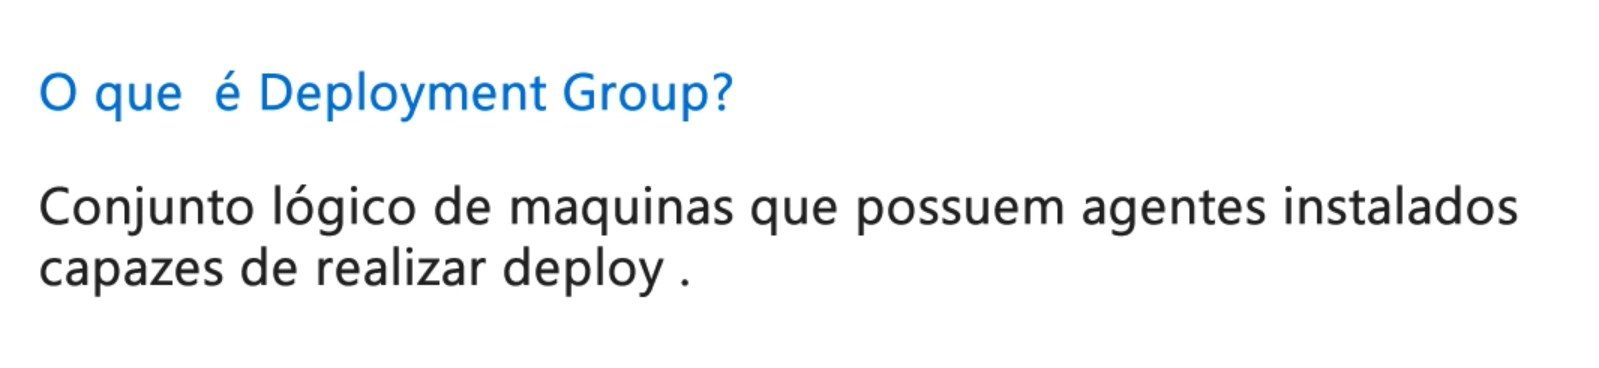 O que  é Deployment Group?
Conjunto lógico de maquinas que possuem agentes instalados
capazes de realizar deploy .